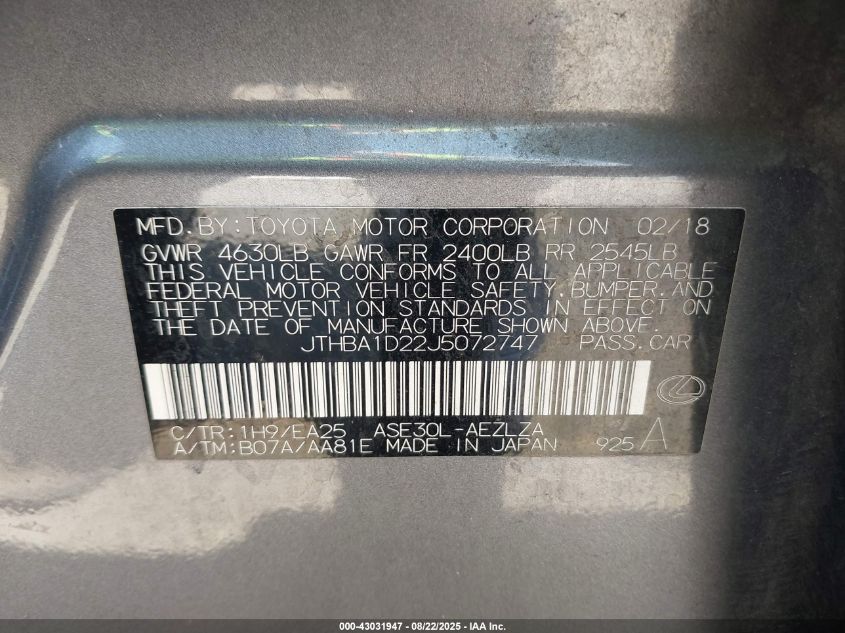 MFD.BY:TOYOTA MOTOR CORPORATION 02/18
GVWR 4630LB GAWR FR 2400LB RR 2545LB
THIS VEHICLE CONFORMS TO ALL APPLICABLE
FEDERAL MOTOR VEHICLE SAFETY,BUMPER,AND
THEFT PREVENTION STANDARDS IN EFFECT ON
THE DATE OF MANUFACTURE SHOWN ABOVE.
JTHBA1D22J5072747 PASS.CAR
C/TR:1H9/EA25 ASE30L-AEZLZA
A/TM:B07A/AA81E MADE IN JAPAN 925 A
000-43031947 - 08/22/2025 - IAA Inc.